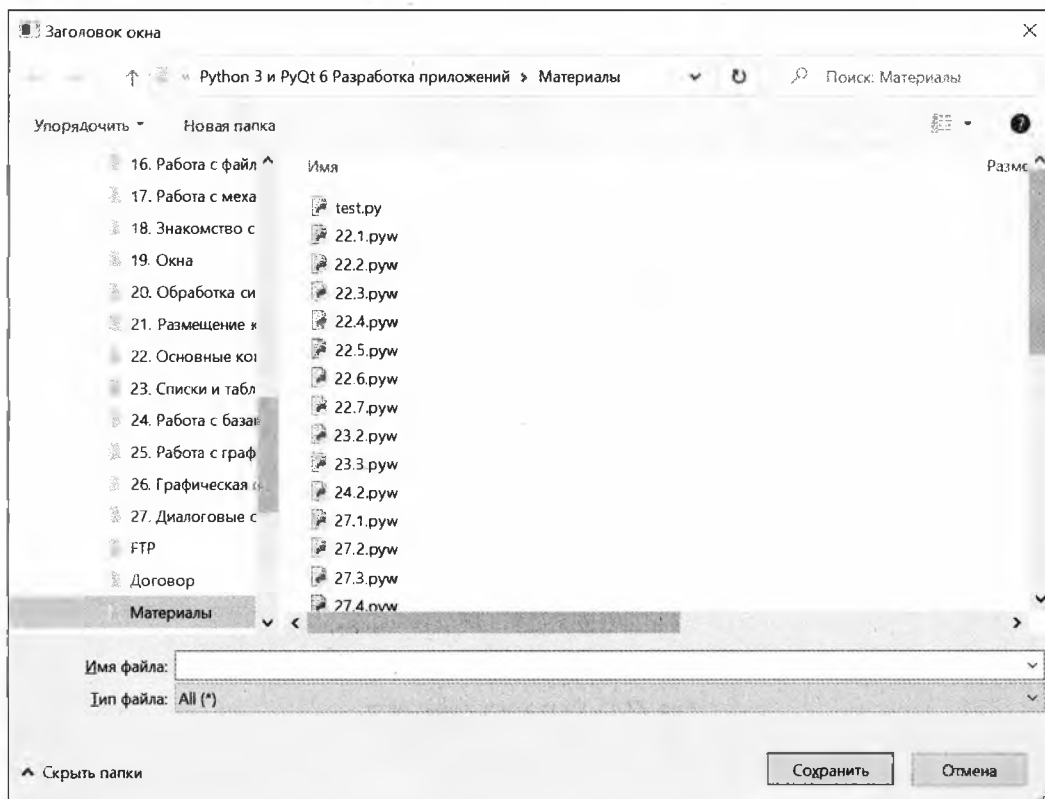 Заголовок окна
« Python 3 и PyQt 6 Разработка приложений > Материалы
Поиск: Материалы
Упорядочить
Новая папка
16. Работа с файл
17. Работа с меха
18. Знакомство с
19. Окна
20. Обработка си
21. Размещение к
22. Основные ко
23. Списки и табл
24. Работа с база
25. Работа с граф
26. Графическая
27. Диалоговые с
FTP
Договор
Материалы
Имя
Разме
test.py
22.1.pyw
22.2.pyw
22.3.pyw
22.4.pyw
22.5.pyw
22.6.pyw
22.7.pyw
23.2.pyw
23.3.pyw
24.2.pyw
27.1.pyw
27.2.pyw
27.3.pyw
27.4.pyw
Имя файла:
Тип файла: All (*)
Скрыть папки
Сохранить
Отмена